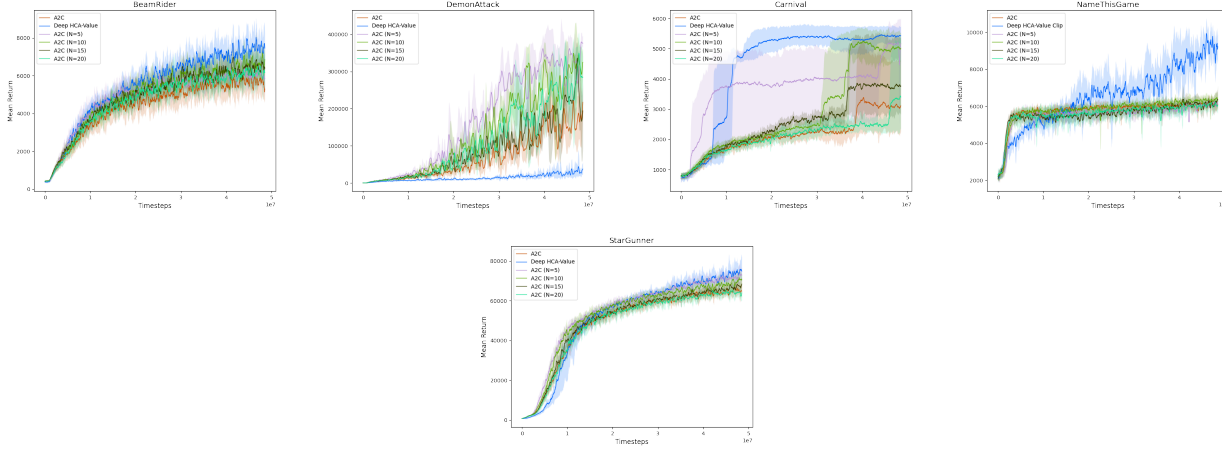 BeamRider
8000
6000
4000
2000
0
Mean Return
A2C
Deep HCA-Value
A2C (N=5)
A2C (N=10)
A2C (N=15)
A2C (N=20)
0 1 2 3 4 5
1e7
Timesteps
DemonAttack
400000
300000
200000
100000
0
Mean Return
A2C
Deep HCA-Value
A2C (N=5)
A2C (N=10)
A2C (N=15)
A2C (N=20)
0 1 2 3 4 5
1e7
Timesteps
Carnival
6000
5000
4000
3000
2000
1000
Mean Return
A2C
Deep HCA-Value
A2C (N=5)
A2C (N=10)
A2C (N=15)
A2C (N=20)
0 1 2 3 4 5
1e7
Timesteps
NameThisGame
10000
8000
6000
4000
2000
Mean Return
A2C
Deep HCA-Value Clip
A2C (N=5)
A2C (N=10)
A2C (N=15)
A2C (N=20)
0 1 2 3 4
1
Timesteps
StarGunner
80000
60000
40000
20000
0
Mean Return
A2C
Deep HCA-Value
A2C (N=5)
A2C (N=10)
A2C (N=15)
A2C (N=20)
0 1 2 3 4 5
1e7
Timesteps